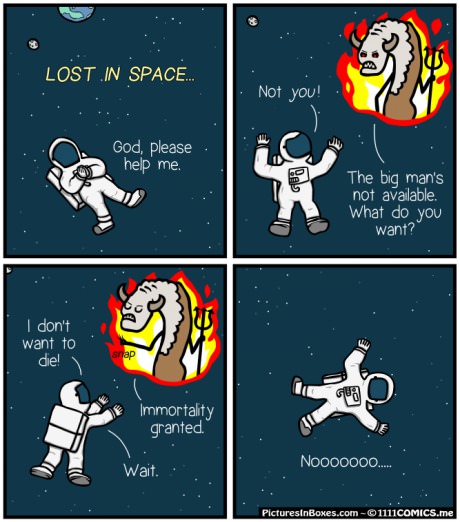 LOST IN SPACE...
God, please
help me.
Not you!
The big man's
not available.
What do you
want?
I don't
want to
die!
snap
Immortality
granted.
Wait.
Nooooooo.....
PicturesInBoxes.com – © 1111COMICS.me